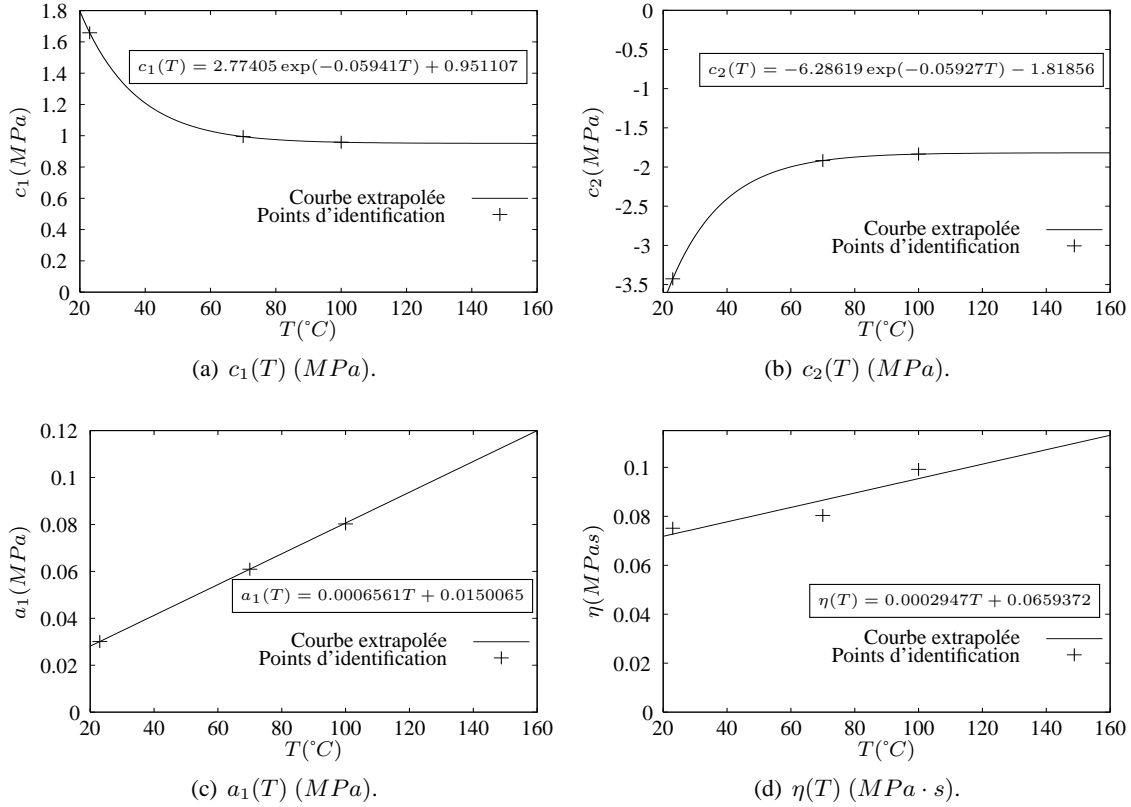 0
0.2
0.4
0.6
0.8
1
1.2
1.4
1.6
1.8
20 40 60 80 100 120 140 160
c₁(MPa)
T(°C)
c₁(T) = 2.77405 exp(−0.05941T) + 0.951107
Courbe extrapolée
Points d'identification
(a) c₁(T) (MPa).
-3.5
-3
-2.5
-2
-1.5
-1
-0.5
0
20 40 60 80 100 120 140 160
c₂(MPa)
T(°C)
c₂(T) = −6.28619 exp(−0.05927T) − 1.81856
Courbe extrapolée
Points d'identification
(b) c₂(T) (MPa).
0
0.02
0.04
0.06
0.08
0.1
0.12
20 40 60 80 100 120 140 160
a₁(MPa)
T(°C)
a₁(T) = 0.0006561T + 0.0150065
Courbe extrapolée
Points d'identification
(c) a₁(T) (MPa).
0
0.02
0.04
0.06
0.08
0.1
20 40 60 80 100 120 140 160
η(MPas)
T(°C)
η(T) = 0.0002947T + 0.0659372
Courbe extrapolée
Points d'identification
(d) η(T) (MPa · s).